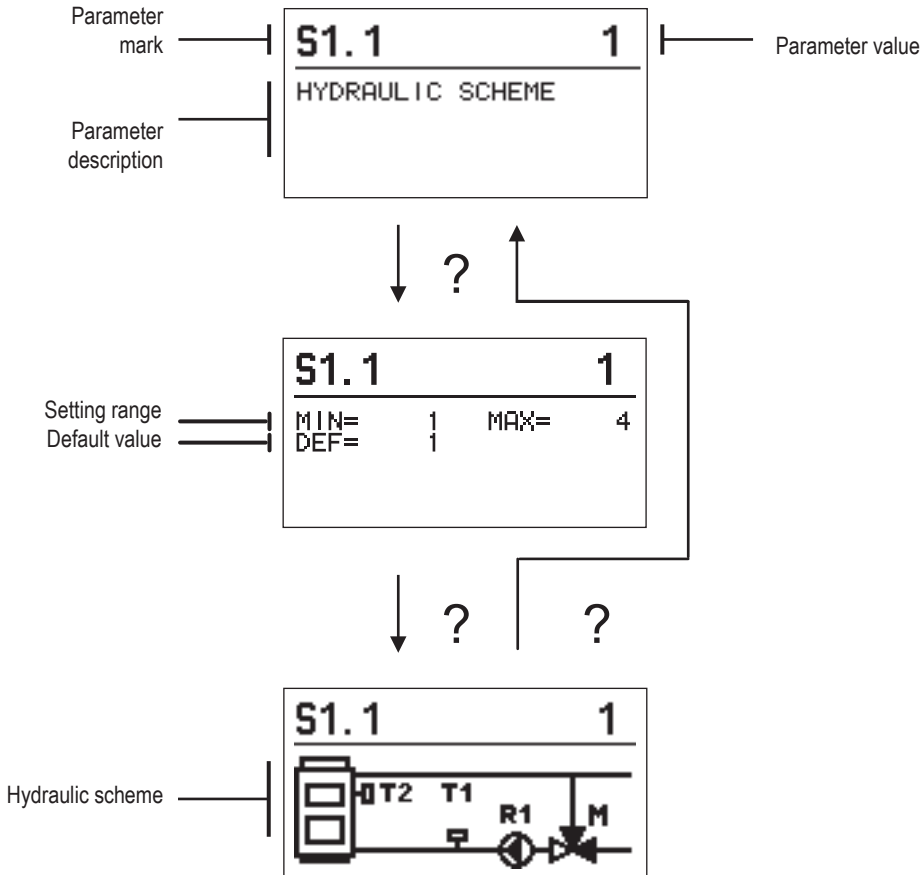 Parameter
mark
S1.1 1
Parameter value
HYDRAULIC SCHEME
Parameter
description
?
S1.1 1
Setting range
MIN= 1 MAX= 4
Default value
DEF= 1
? ?
S1.1 1
Hydraulic scheme
T2 T1
R1 M